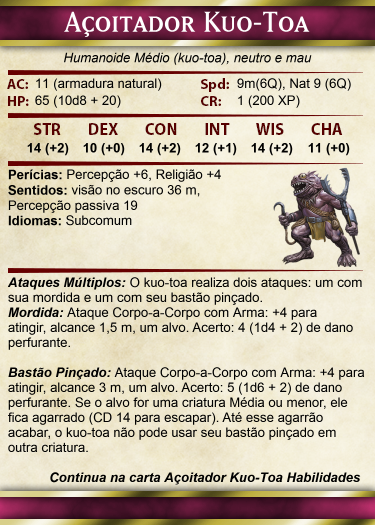 Açoitador Kuo-Toa
Humanoide Médio (kuo-toa), neutro e mau
AC: 11 (armadura natural) Spd: 9m(6Q), Nat 9 (6Q)
HP: 65 (10d8 + 20) CR: 1 (200 XP)
STR DEX CON INT WIS CHA
14 (+2) 10 (+0) 14 (+2) 12 (+1) 14 (+2) 11 (+0)
Perícias: Percepção +6, Religião +4
Sentidos: visão no escuro 36 m,
Percepção passiva 19
Idiomas: Subcomum
Ataques Múltiplos: O kuo-toa realiza dois ataques: um com
sua mordida e um com seu bastão pinçado.
Mordida: Ataque Corpo-a-Corpo com Arma: +4 para
atingir, alcance 1,5 m, um alvo. Acerto: 4 (1d4 + 2) de dano
perfurante.
Bastão Pinçado: Ataque Corpo-a-Corpo com Arma: +4 para
atingir, alcance 3 m, um alvo. Acerto: 5 (1d6 + 2) de dano
perfurante. Se o alvo for uma criatura Média ou menor, ele
fica agarrado (CD 14 para escapar). Até esse agarrão
acabar, o kuo-toa não pode usar seu bastão pinçado em
outra criatura.
Continua na carta Açoitador Kuo-Toa Habilidades